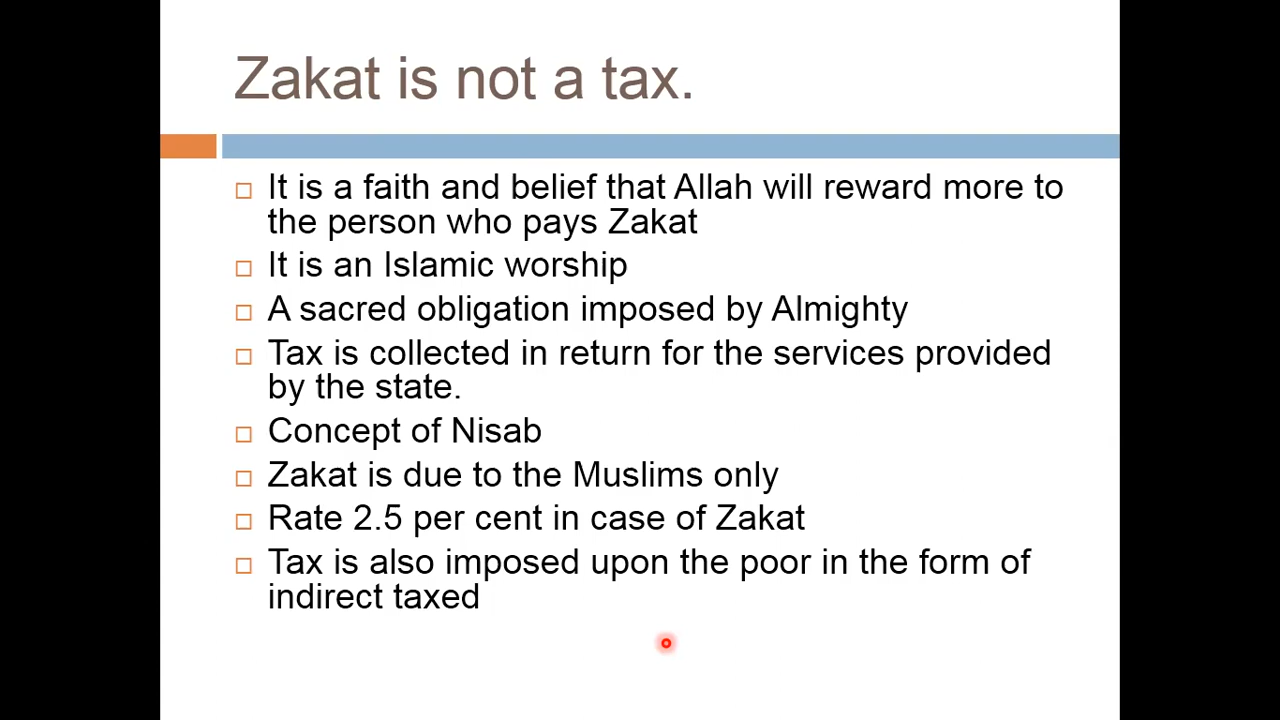 Zakat is not a tax.
It is a faith and belief that Allah will reward more to
the person who pays Zakat
It is an Islamic worship
A sacred obligation imposed by Almighty
Tax is collected in return for the services provided
by the state.
Concept of Nisab
Zakat is due to the Muslims only
Rate 2.5 per cent in case of Zakat
Tax is also imposed upon the poor in the form of
indirect taxed